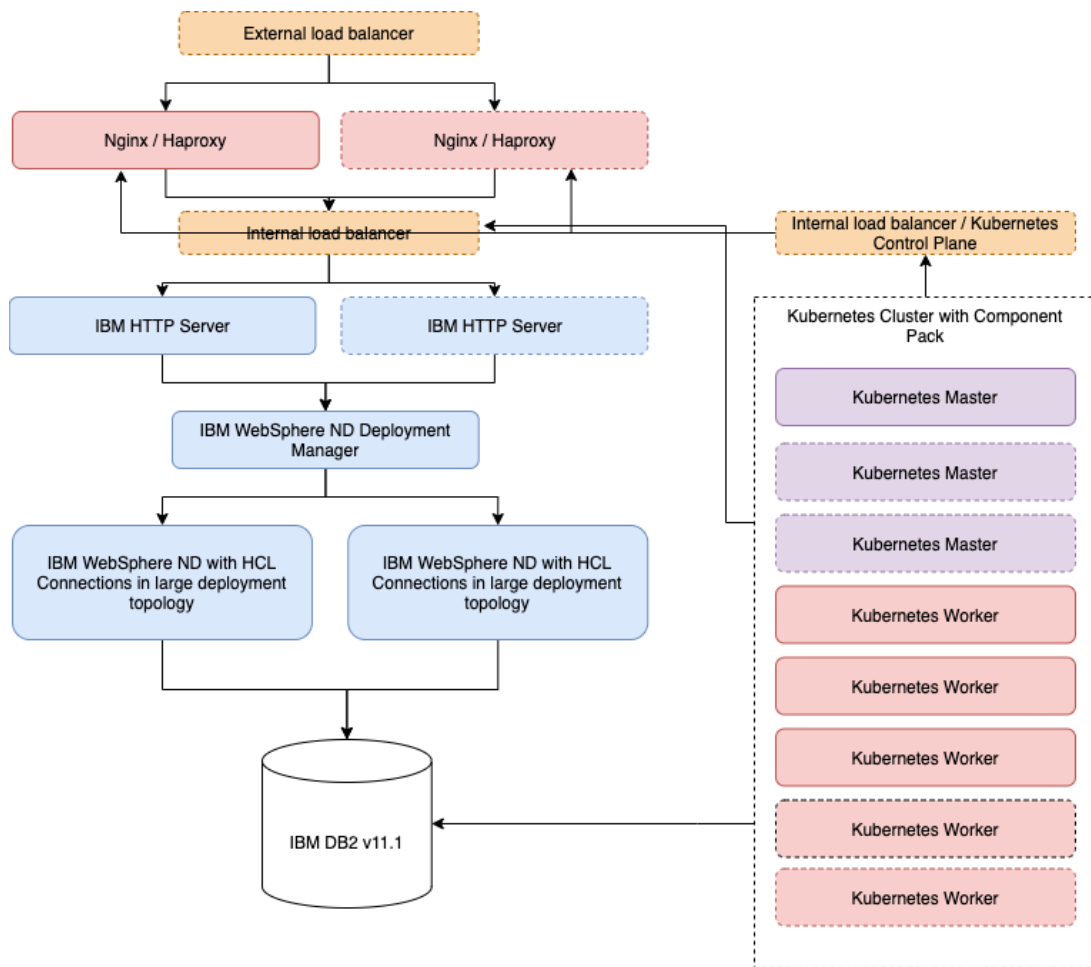 External load balancer
Nginx / Haproxy
Nginx / Haproxy
Internal load balancer
Internal load balancer / Kubernetes
Control Plane
IBM HTTP Server
IBM HTTP Server
Kubernetes Cluster with Component
Pack
Kubernetes Master
IBM WebSphere ND Deployment
Manager
Kubernetes Master
Kubernetes Master
IBM WebSphere ND with HCL
Connections in large deployment
topology
IBM WebSphere ND with HCL
Connections in large deployment
topology
Kubernetes Worker
Kubernetes Worker
Kubernetes Worker
Kubernetes Worker
IBM DB2 v11.1
Kubernetes Worker